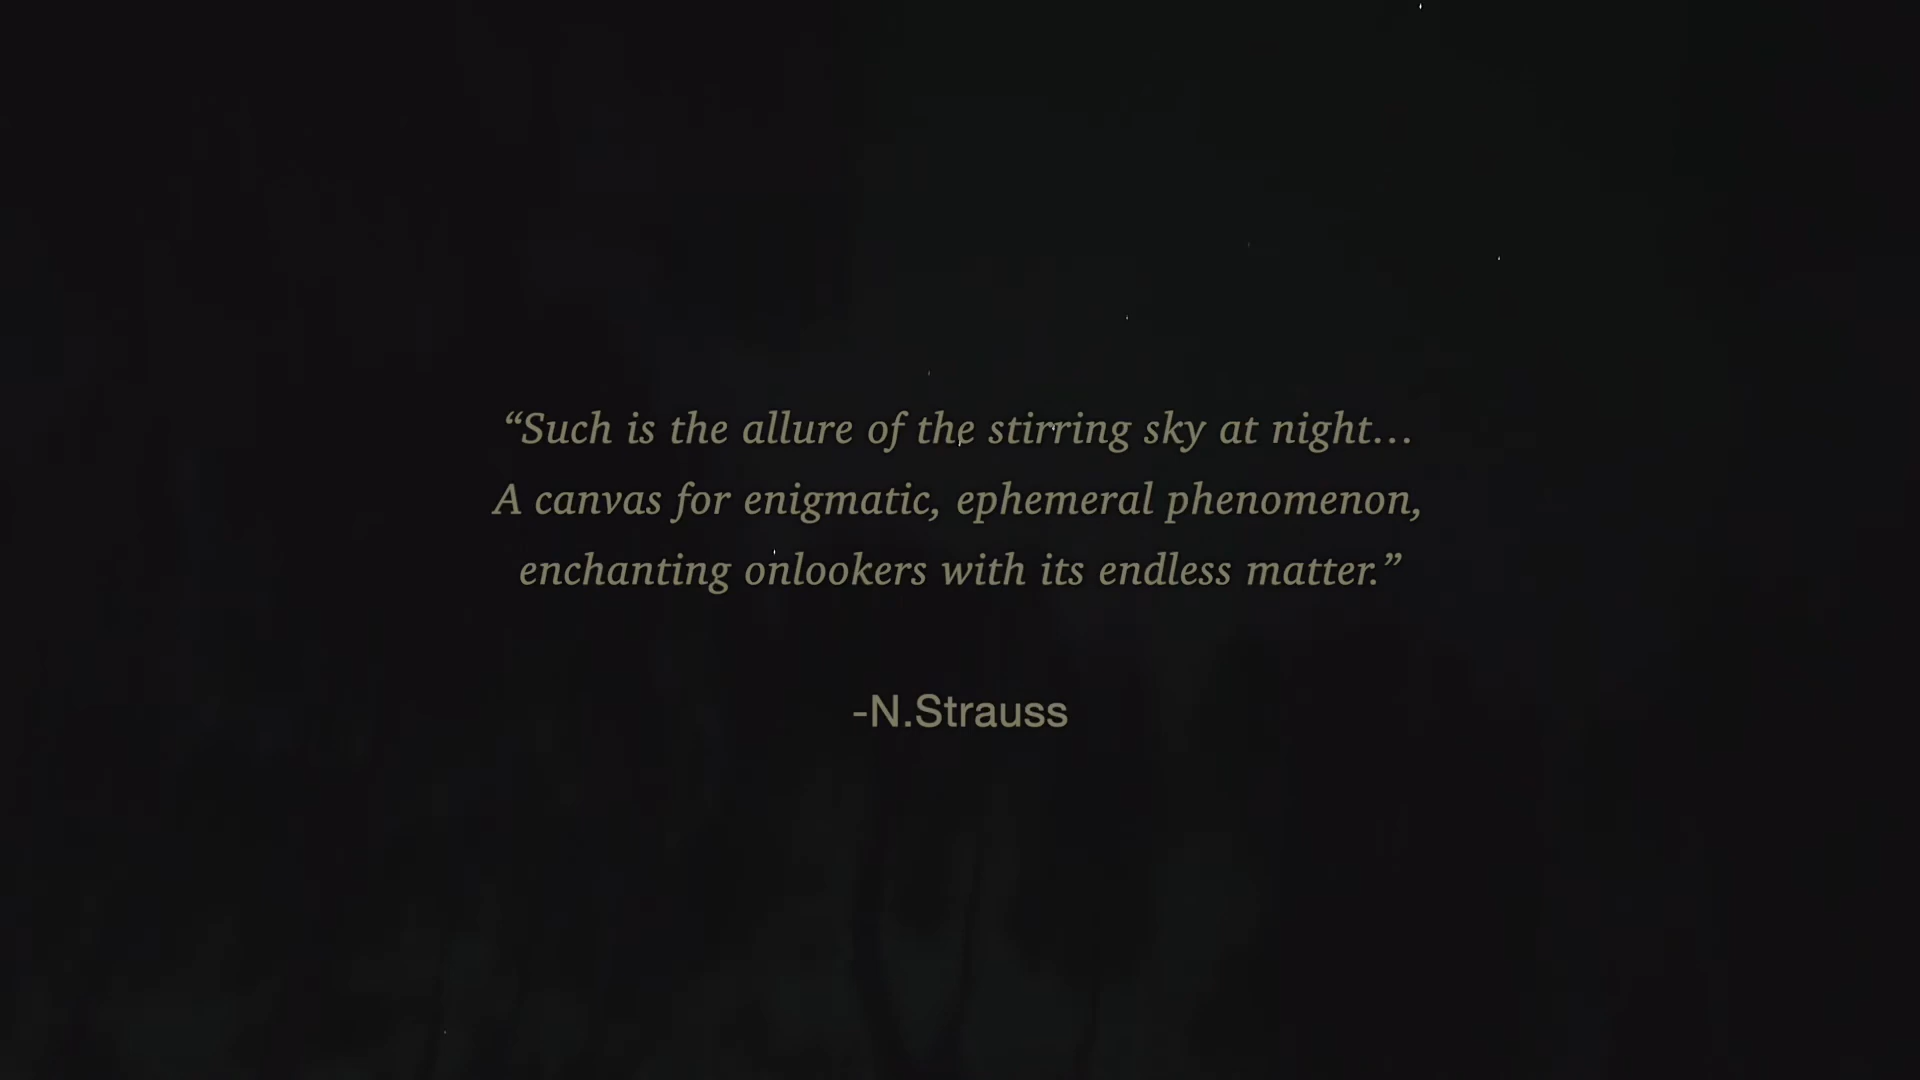 “Such is the allure of the stirring sky at night…
A canvas for enigmatic, ephemeral phenomenon,
enchanting onlookers with its endless matter.”
-N.Strauss